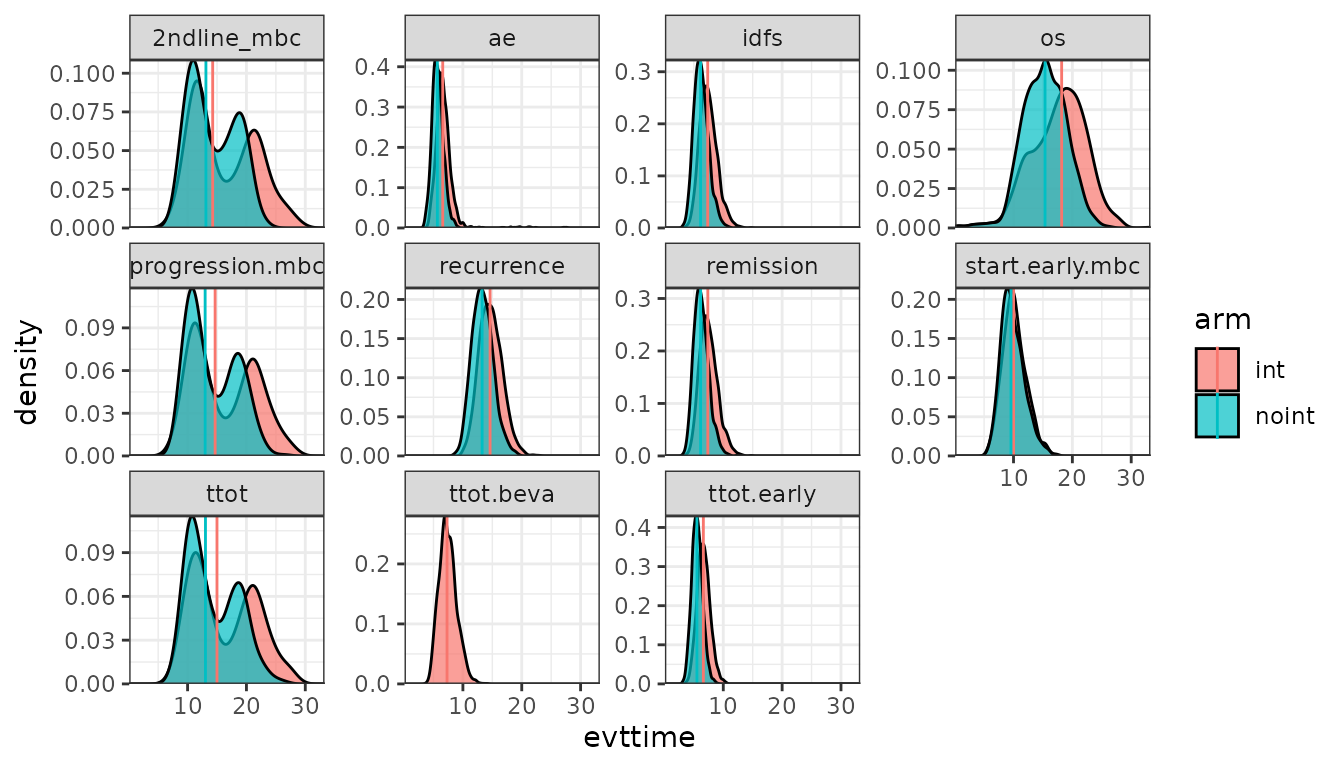 2ndline_mbc
ae
idfs
os
0.100
0.075
0.050
0.025
0.000
0.4
0.3
0.2
0.1
0.0
0.3
0.2
0.1
0.0
0.100
0.075
0.050
0.025
0.000
progression.mbc
recurrence
remission
start.early.mbc
0.09
0.06
0.03
0.00
0.20
0.15
0.10
0.05
0.00
0.3
0.2
0.1
0.0
0.20
0.15
0.10
0.05
0.00
10 20 30
ttot
ttot.beva
ttot.early
0.09
0.06
0.03
0.00
0.2
0.1
0.0
0.4
0.3
0.2
0.1
0.0
10 20 30
10 20 30
10 20 30
evttime
density
arm
int
noint